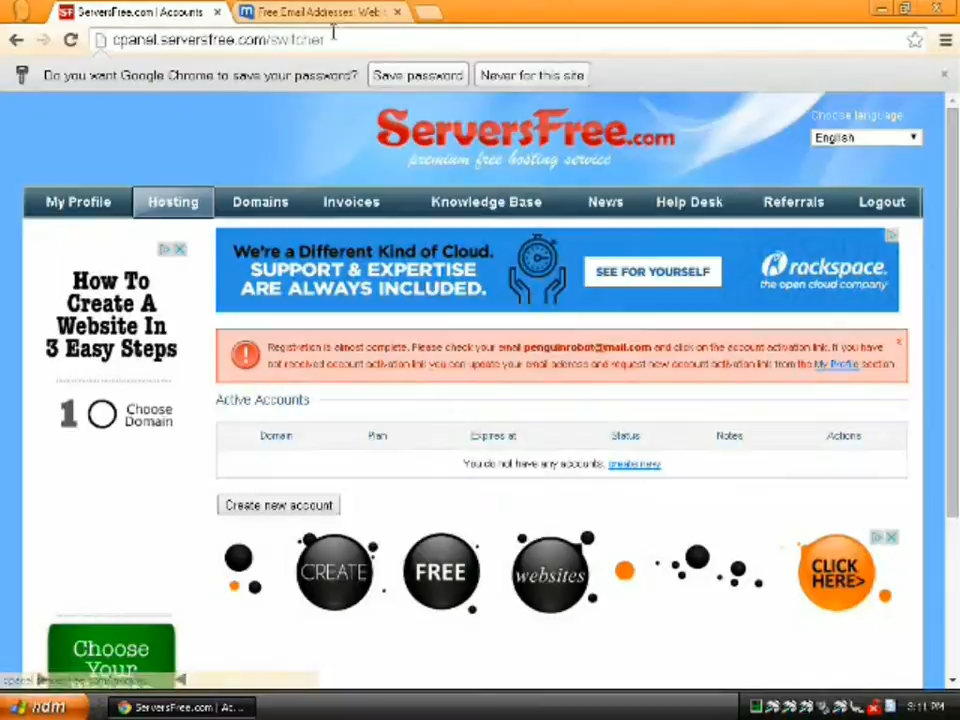 ServersFree.com | Accounts
Free Email Addresses: Web
cpanel.serversfree.com/switcher
Do you want Google Chrome to save your password?
Save password
Never for this site
Choose language
English
ServersFree.com
premium free hosting service
My Profile
Hosting
Domains
Invoices
Knowledge Base
News
Help Desk
Referrals
Logout
How To
Create A
Website In
3 Easy Steps
1
Choose
Domain
Choose
Your
We're a Different Kind of Cloud.
SUPPORT & EXPERTISE
ARE ALWAYS INCLUDED.
SEE FOR YOURSELF
rackspace.
the open cloud company
Registration is almost complete. Please check your email penguinrobot@mail.com and click on the account activation link. If you have
not received account activation link you can update your email address and request new account activation link from the My Profile section
Active Accounts
Domain
Plan
Expires at
Status
Notes
Actions
You do not have any accounts, create new
Create new account
CREATE
FREE
websites
CLICK
HERE>
ServersFree.com | Ac...
3:11 PM